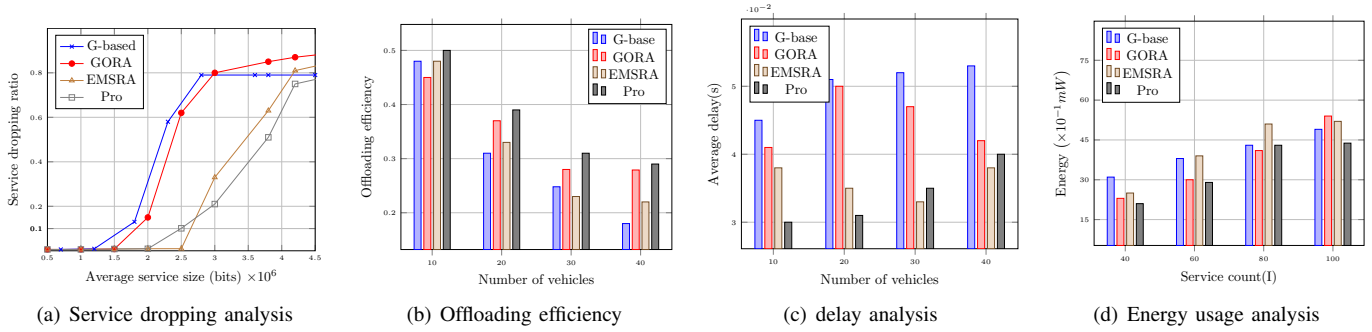 G-based
GORA
EMSRA
Pro
Service dropping ratio
0.8
0.6
0.4
0.2
0.1
0.5 1 1.5 2 2.5 3 3.5 4 4.5
Average service size (bits) ×10⁶
(a) Service dropping analysis
G-base
GORA
EMSRA
Pro
Offloading efficiency
0.5
0.4
0.3
0.2
10 20 30 40
Number of vehicles
(b) Offloading efficiency
·10⁻²
G-base
GORA
EMSRA
Pro
Average delay(s)
5
4
3
10 20 30 40
Number of vehicles
(c) delay analysis
G-base
GORA
EMSRA
Pro
Energy (×10⁻¹ mW)
75
60
45
30
15
40 60 80 100
Service count(I)
(d) Energy usage analysis